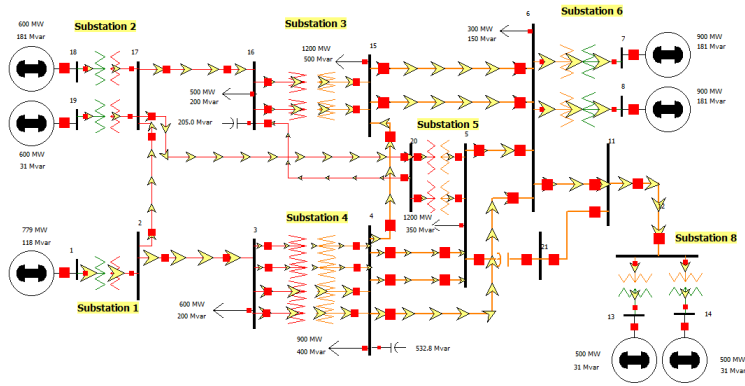 Substation 2
600 MW
181 Mvar
18
17
19
600 MW
31 Mvar
16
500 MW
200 Mvar
205.0 Mvar
Substation 3
1200 MW
500 Mvar
15
Substation 6
6
300 MW
150 Mvar
7
900 MW
181 Mvar
8
900 MW
181 Mvar
Substation 5
20
5
1200 MW
350 Mvar
11
21
12
Substation 4
3
4
600 MW
200 Mvar
900 MW
400 Mvar
532.8 Mvar
779 MW
118 Mvar
1
2
Substation 1
Substation 8
13
14
500 MW
31 Mvar
500 MW
31 Mvar